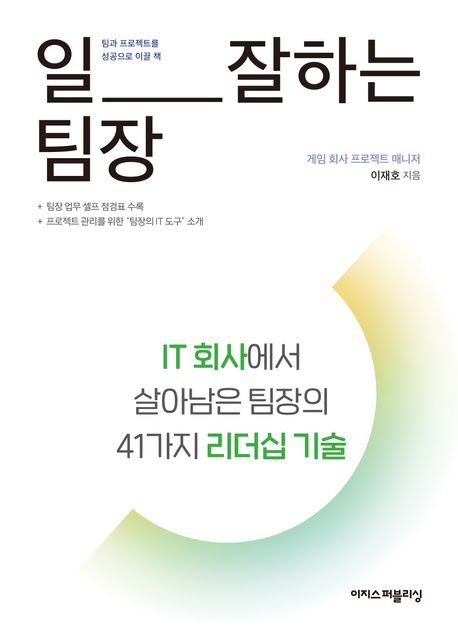 팀과 프로젝트를
성공으로 이끌 책
일___잘하는
팀장
게임 회사 프로젝트 매니저
이재호 지음
+ 팀장 업무 셀프 점검표 수록
+ 프로젝트 관리를 위한 '팀장의 IT 도구' 소개
IT 회사에서
살아남은 팀장의
41가지 리더십 기술
이지스퍼블리싱